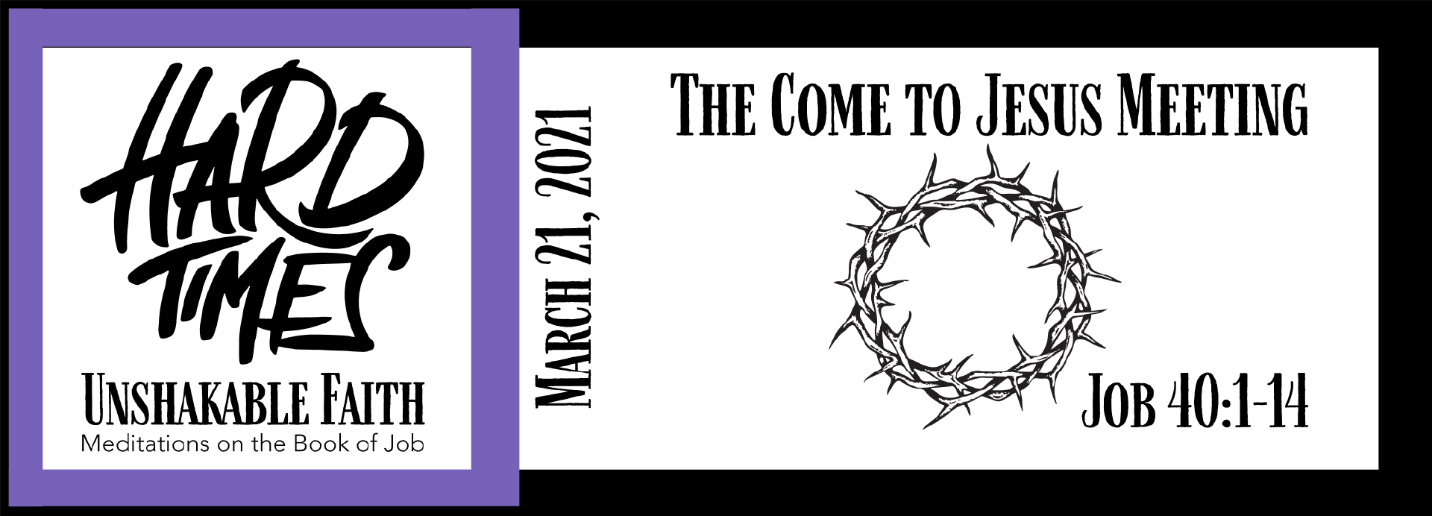 HARD
TIMES
UNSHAKABLE FAITH
Meditations on the Book of Job
MARCH 21, 2021
THE COME TO JESUS MEETING
JOB 40:1-14